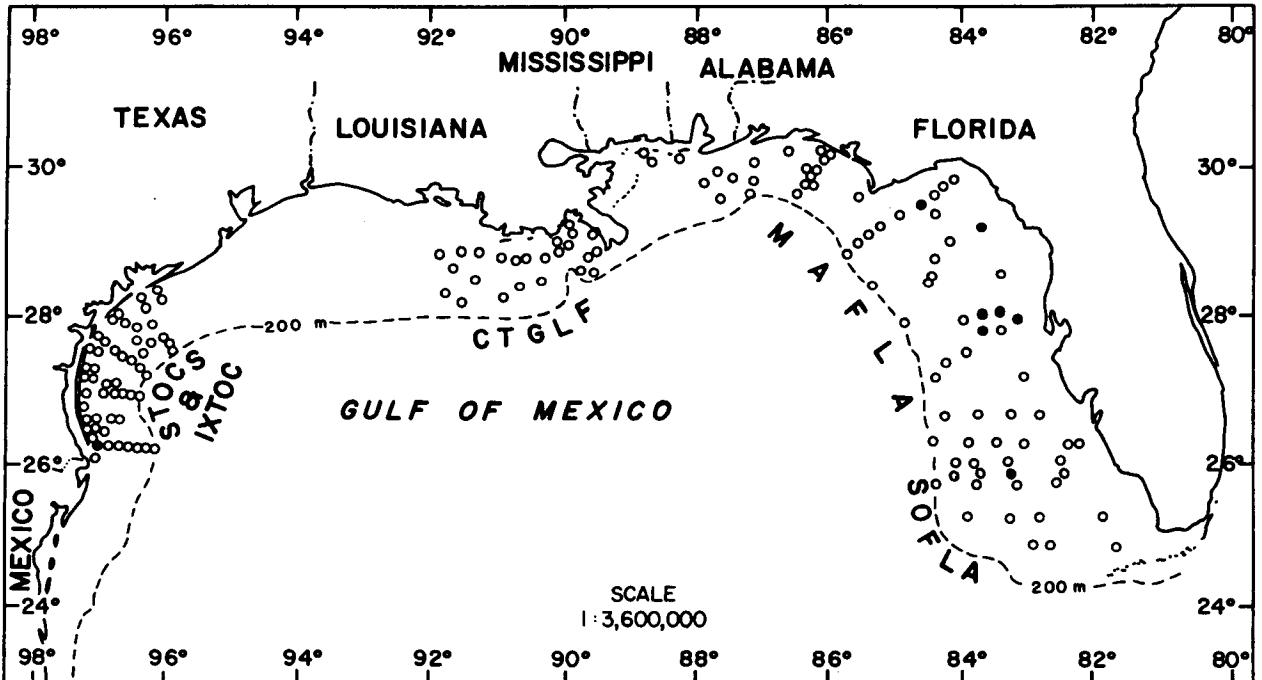 98° 96° 94° 92° 90° 88° 86° 84° 82° 80°
MISSISSIPPI ALABAMA
TEXAS LOUISIANA FLORIDA
30° 30°
MAFLA
28° 28°
200 m
CTGLF
STOCS & IXTOC
GULF OF MEXICO
26° 26°
SOFLA
MEXICO
200 m
SCALE
1:3,600,000
24° 24°
98° 96° 94° 92° 90° 88° 86° 84° 82° 80°